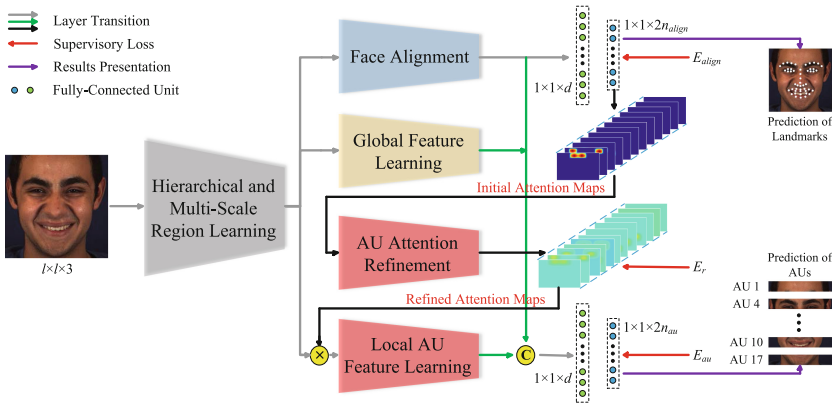 Layer Transition
Supervisory Loss
Results Presentation
Fully-Connected Unit
l×l×3
Hierarchical and
Multi-Scale
Region Learning
Face Alignment
Global Feature
Learning
AU Attention
Refinement
Local AU
Feature Learning
1×1×d
1×1×2n_align
E_align
Prediction of
Landmarks
Initial Attention Maps
Refined Attention Maps
E_r
Prediction of
AUs
AU 1
AU 4
AU 10
AU 17
×
C
1×1×d
1×1×2n_au
E_au